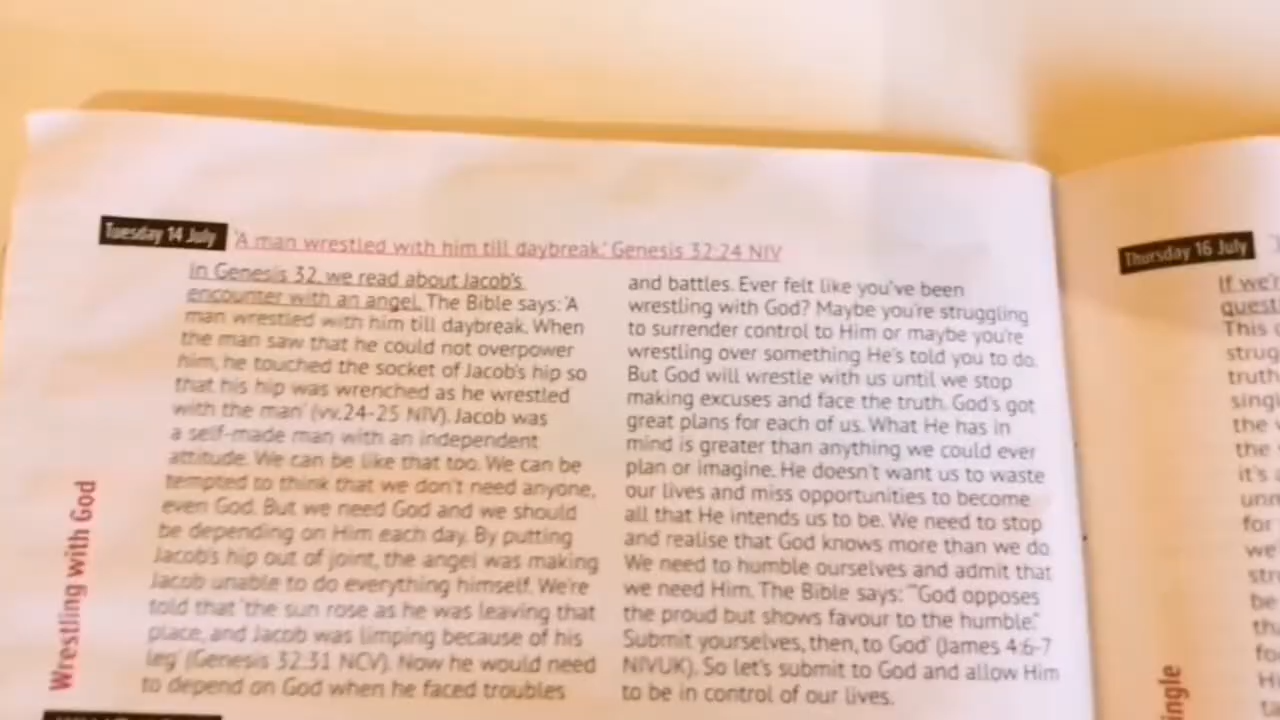 Tuesday 14 July
'A man wrestled with him till daybreak.' Genesis 32:24 NIV
Wrestling with God
In Genesis 32, we read about Jacob's
encounter with an angel. The Bible says: 'A
man wrestled with him till daybreak. When
the man saw that he could not overpower
him, he touched the socket of Jacob's hip so
that his hip was wrenched as he wrestled
with the man' (vv.24-25 NIV). Jacob was
a self-made man with an independent
attitude. We can be like that too. We can be
tempted to think that we don't need anyone,
even God. But we need God and we should
be depending on Him each day. By putting
Jacob's hip out of joint, the angel was making
Jacob unable to do everything himself. We're
told that 'the sun rose as he was leaving that
place, and Jacob was limping because of his
leg' (Genesis 32:31 NCV). Now he would need
to depend on God when he faced troubles
and battles. Ever felt like you've been
wrestling with God? Maybe you're struggling
to surrender control to Him or maybe you're
wrestling over something He's told you to do.
But God will wrestle with us until we stop
making excuses and face the truth. God's got
great plans for each of us. What He has in
mind is greater than anything we could ever
plan or imagine. He doesn't want us to waste
our lives and miss opportunities to become
all that He intends us to be. We need to stop
and realise that God knows more than we do.
We need to humble ourselves and admit that
we need Him. The Bible says: '"God opposes
the proud but shows favour to the humble."
Submit yourselves, then, to God' (James 4:6-7
NIVUK). So let's submit to God and allow Him
to be in control of our lives.
Thursday 16 July
If we'r
quest
This
strug
truth
singl
the
the
it's
for
we'
be